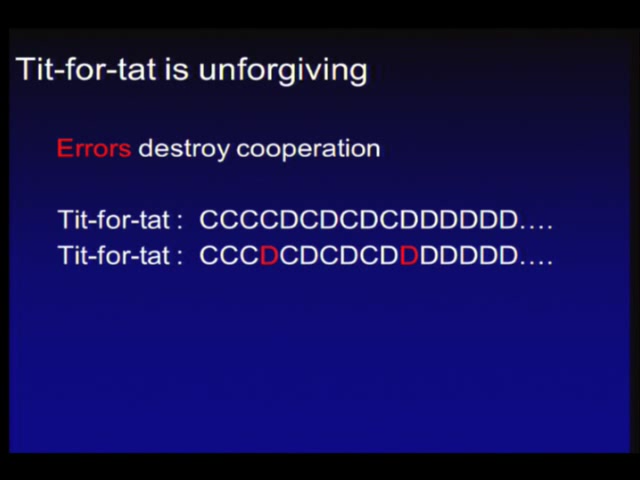 Tit-for-tat is unforgiving
Errors destroy cooperation
Tit-for-tat : CCCCDCDCDCDDDDDD....
Tit-for-tat : CCCDCDCDCDDDDDDD....